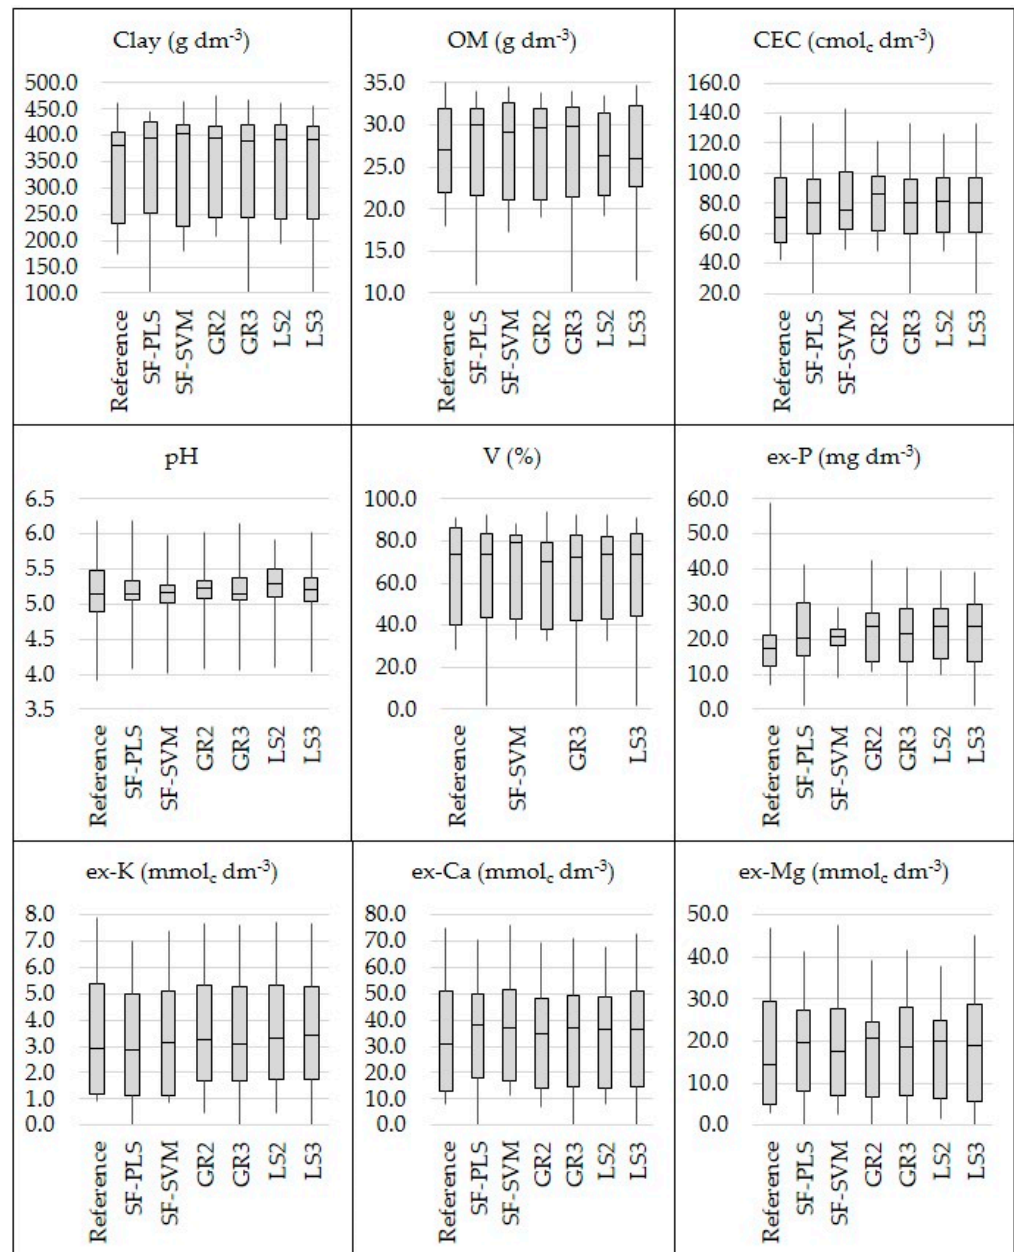 Clay (g dm-3)
500.0
450.0
400.0
350.0
300.0
250.0
200.0
150.0
100.0
Reference
SF-PLS
SF-SVM
GR2
GR3
LS2
LS3
OM (g dm-3)
35.0
30.0
25.0
20.0
15.0
10.0
Reference
SF-PLS
SF-SVM
GR2
GR3
LS2
LS3
CEC (cmolc dm-3)
160.0
140.0
120.0
100.0
80.0
60.0
40.0
20.0
Reference
SF-PLS
SF-SVM
GR2
GR3
LS2
LS3
pH
6.5
6.0
5.5
5.0
4.5
4.0
3.5
Reference
SF-PLS
SF-SVM
GR2
GR3
LS2
LS3
V (%)
100.0
80.0
60.0
40.0
20.0
0.0
Reference
SF-SVM
GR3
LS3
ex-P (mg dm-3)
60.0
50.0
40.0
30.0
20.0
10.0
0.0
Reference
SF-PLS
SF-SVM
GR2
GR3
LS2
LS3
ex-K (mmolc dm-3)
8.0
7.0
6.0
5.0
4.0
3.0
2.0
1.0
0.0
Reference
SF-PLS
SF-SVM
GR2
GR3
LS2
LS3
ex-Ca (mmolc dm-3)
80.0
70.0
60.0
50.0
40.0
30.0
20.0
10.0
0.0
Reference
SF-PLS
SF-SVM
GR2
GR3
LS2
LS3
ex-Mg (mmolc dm-3)
50.0
40.0
30.0
20.0
10.0
0.0
Reference
SF-PLS
SF-SVM
GR2
GR3
LS2
LS3